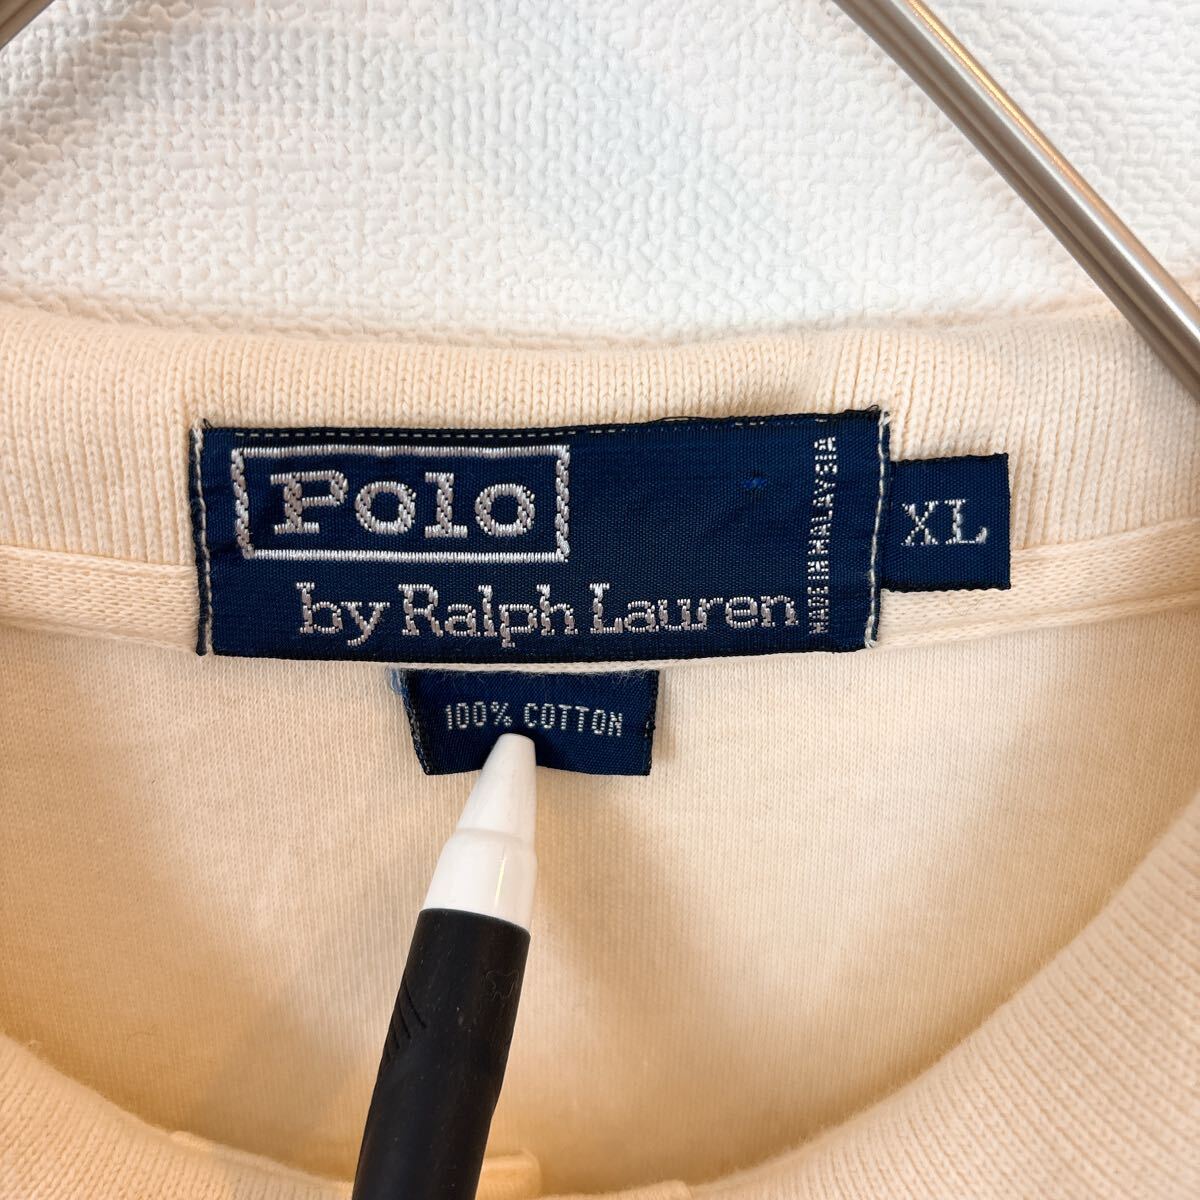 Polo
by Ralph Lauren
MADE IN MALAYSIA
XL
100% COTTON